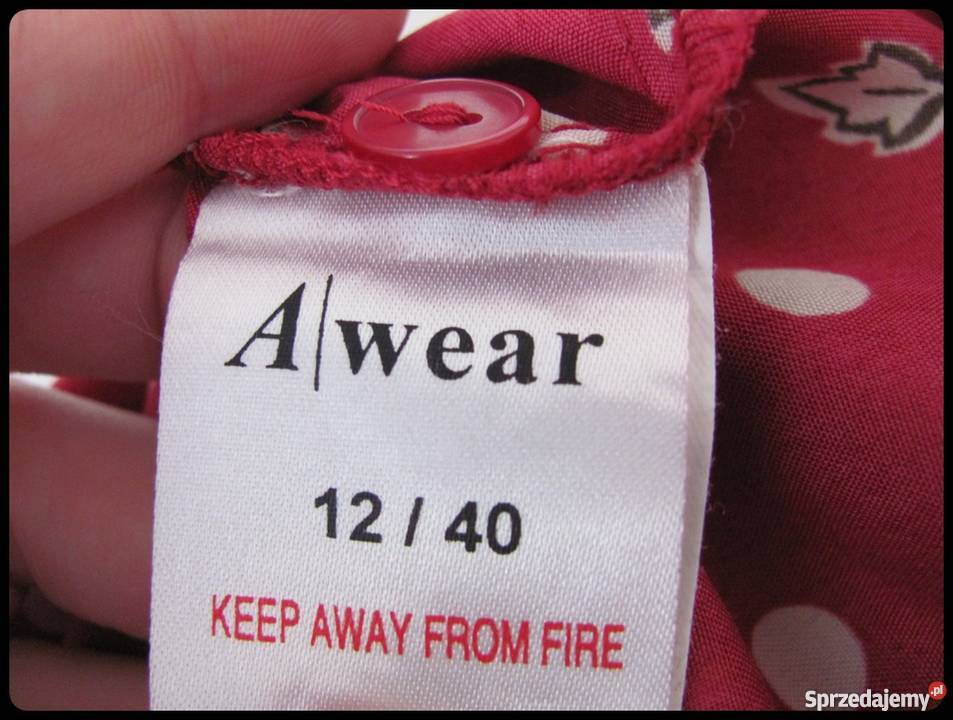 A|wear
12 / 40
KEEP AWAY FROM FIRE
Sprzedajemy.pl